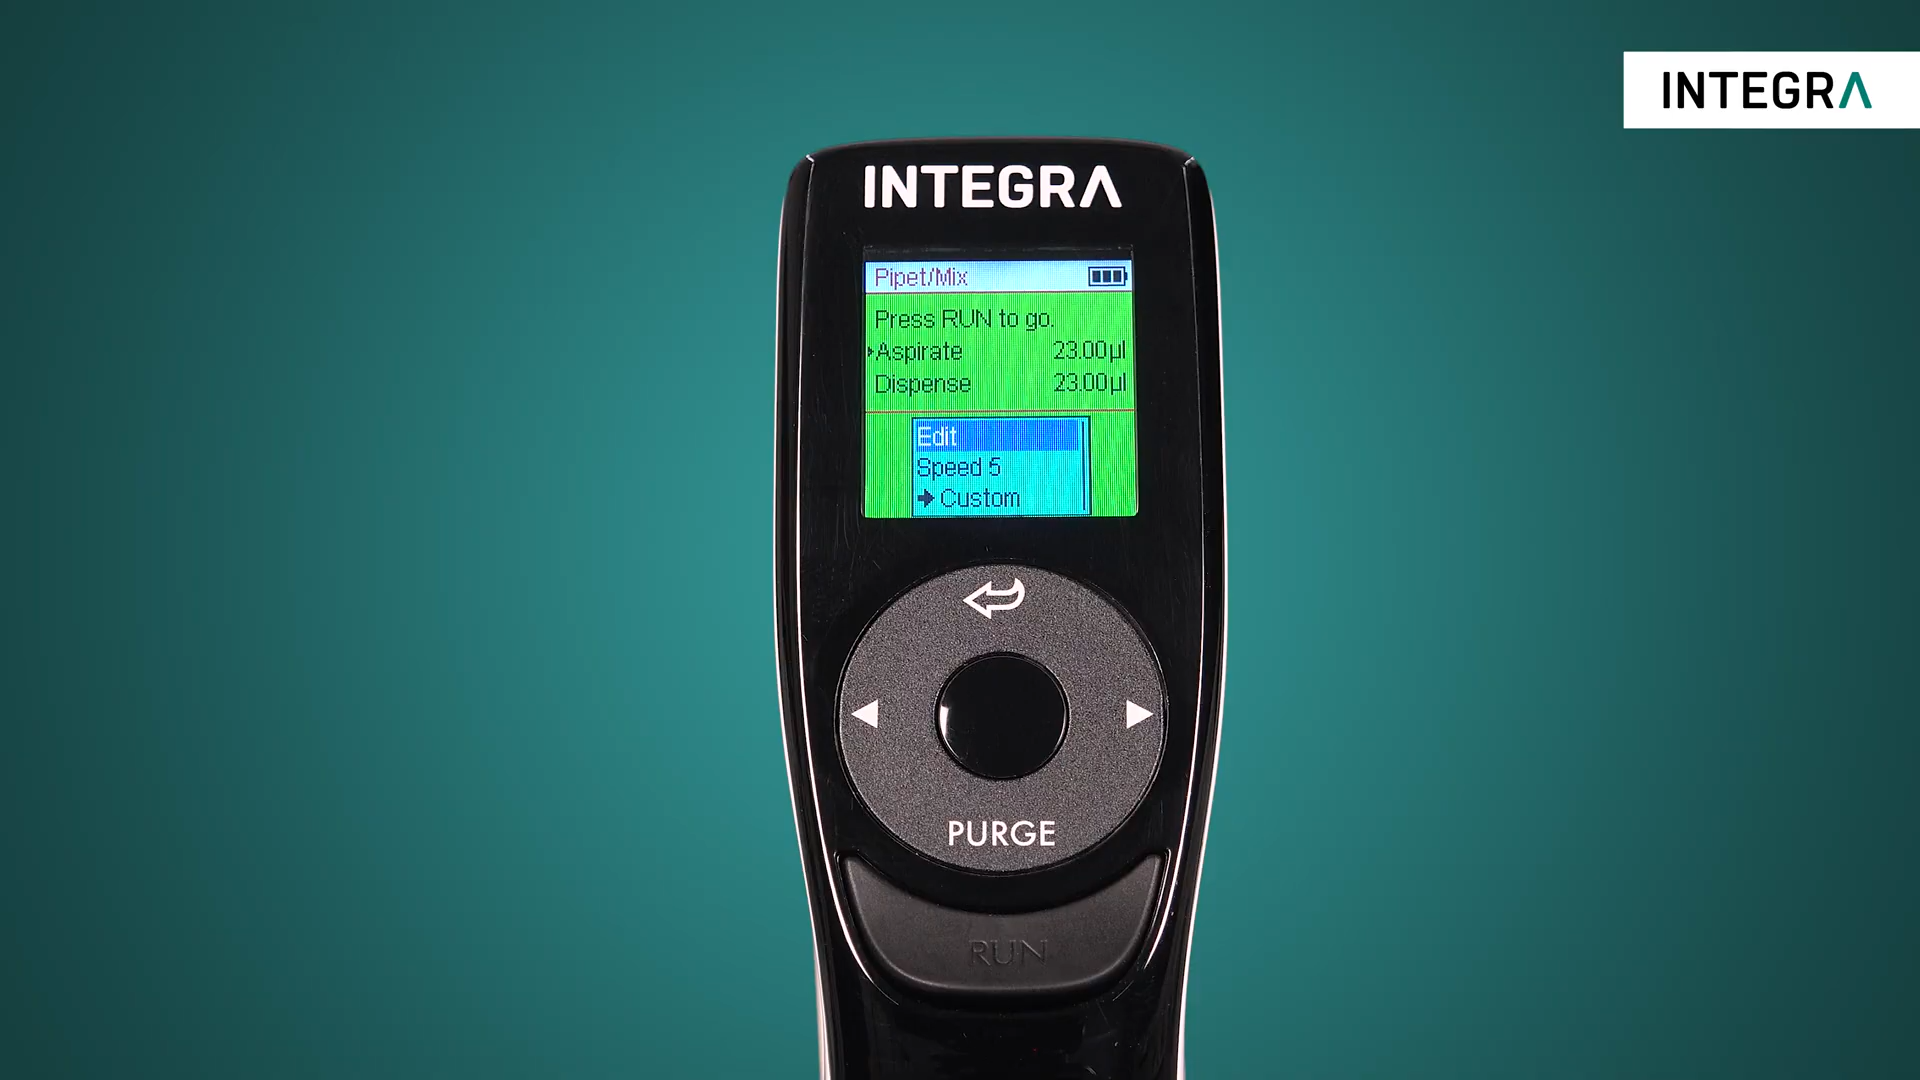 INTEGRA
INTEGRA
Pipet/Mix
Press RUN to go.
Aspirate 23.00µl
Dispense 23.00µl
Edit
Speed 5
Custom
PURGE
RUN